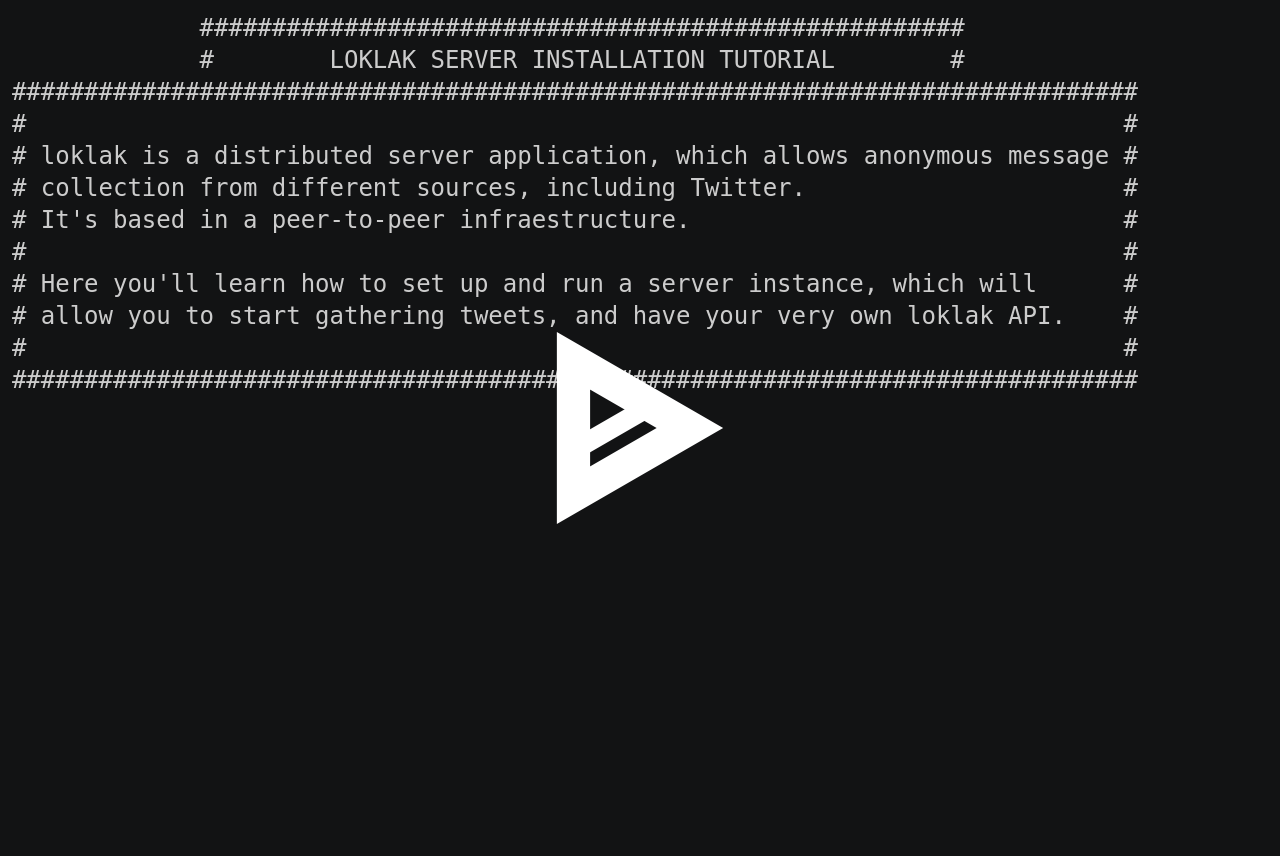 #####################################################
# LOKLAK SERVER INSTALLATION TUTORIAL #
##############################################################################
# #
# loklak is a distributed server application, which allows anonymous message #
# collection from different sources, including Twitter. #
# It's based in a peer-to-peer infraestructure. #
# #
# Here you'll learn how to set up and run a server instance, which will #
# allow you to start gathering tweets, and have your very own loklak API. #
# #
##############################################################################